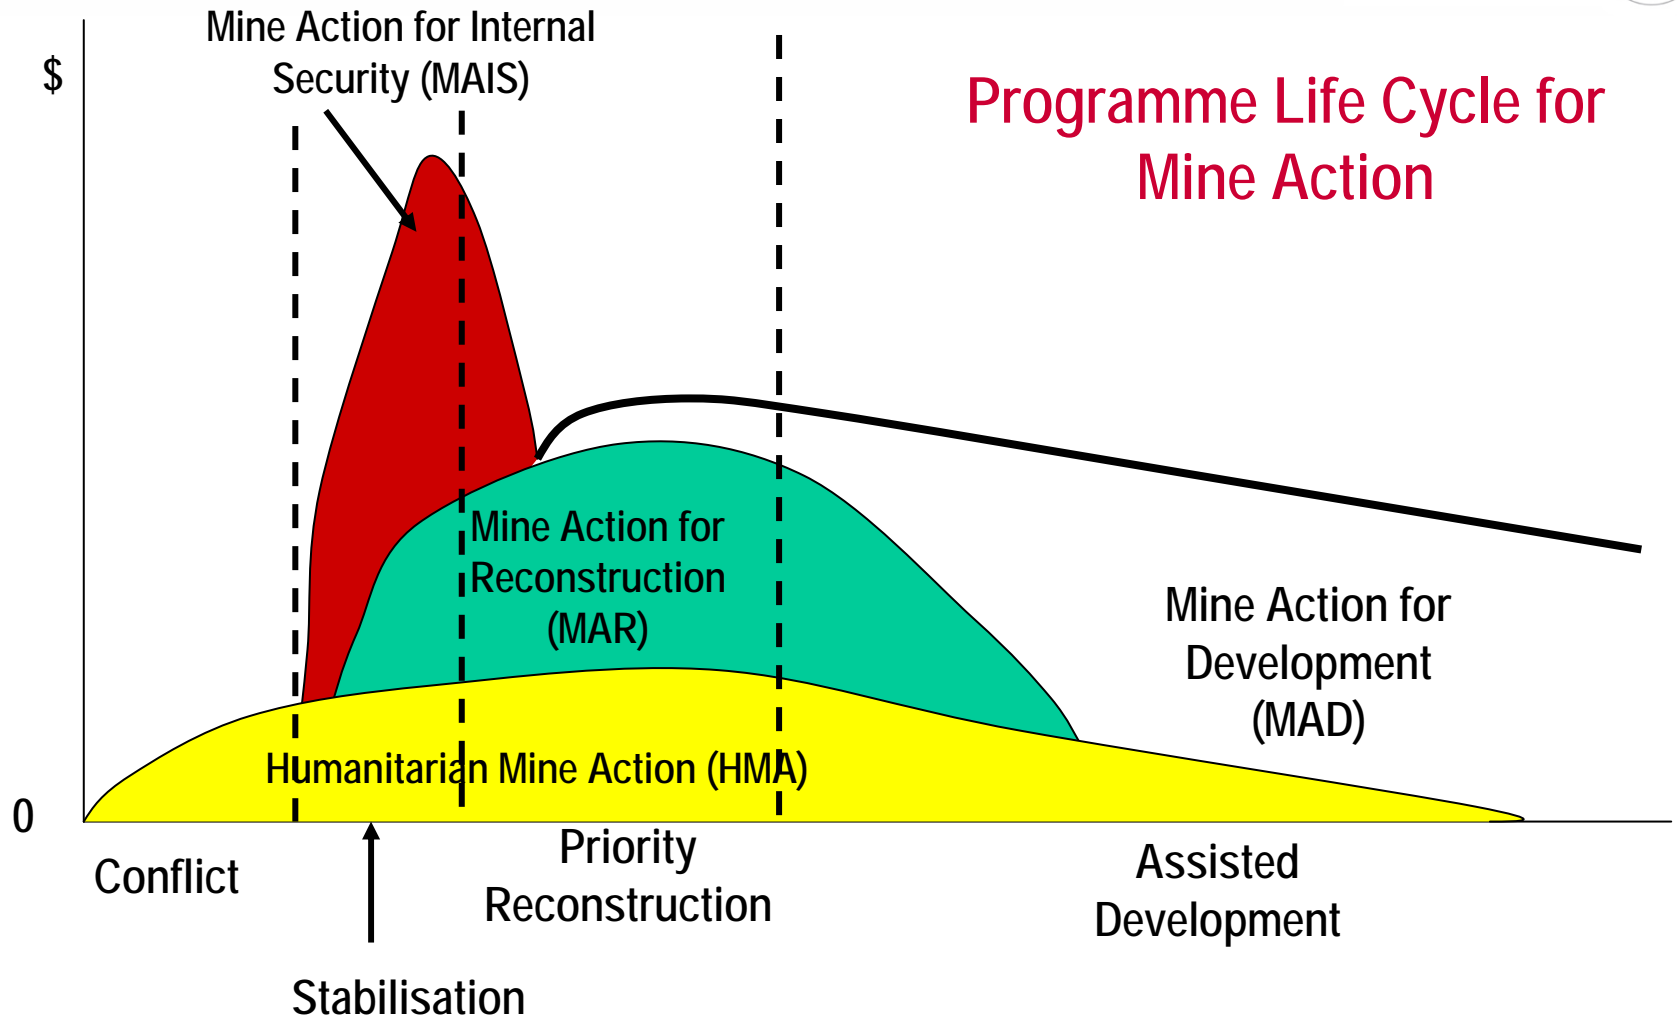 Mine Action for Internal
Security (MAIS)
$
Programme Life Cycle for
Mine Action
Mine Action for
Reconstruction
(MAR)
Mine Action for
Development
(MAD)
Humanitarian Mine Action (HMA)
0
Conflict
Priority
Reconstruction
Assisted
Development
Stabilisation